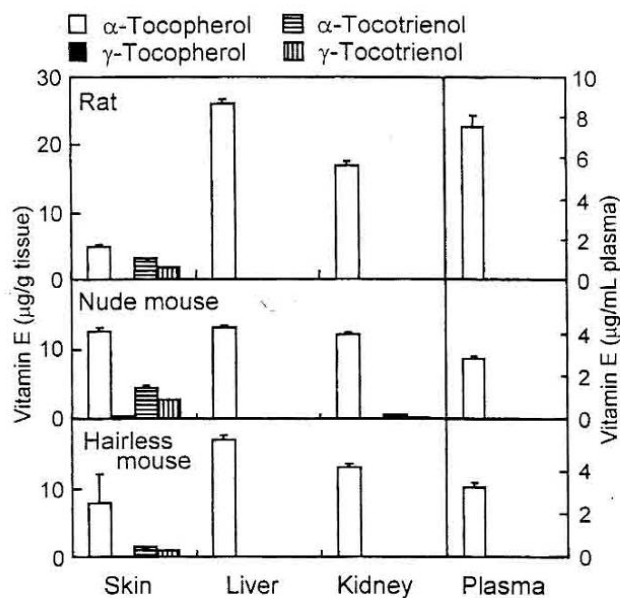 α-Tocopherol α-Tocotrienol
γ-Tocopherol γ-Tocotrienol
Vitamin E (μg/g tissue)
30
20
10
0
Rat
10
8
6
4
2
0
10
0
Nude mouse
4
2
0
10
0
Hairless
mouse
4
2
0
Vitamin E (μg/mL plasma)
Skin Liver Kidney Plasma